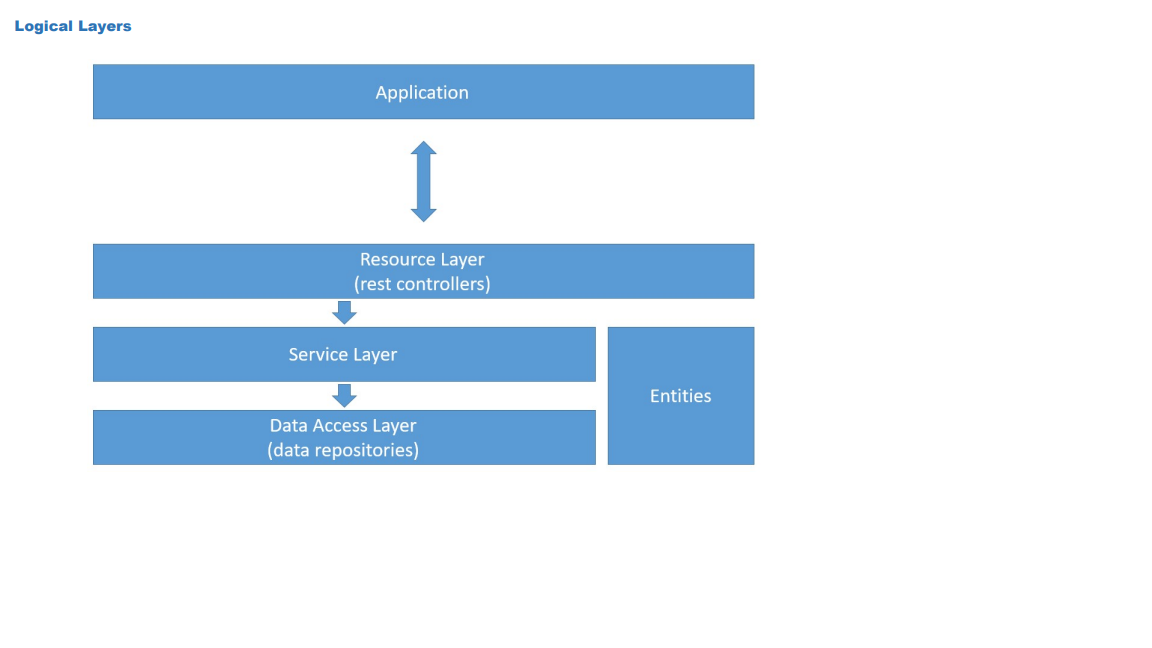 Logical Layers
Application
Resource Layer
(rest controllers)
Service Layer
Entities
Data Access Layer
(data repositories)